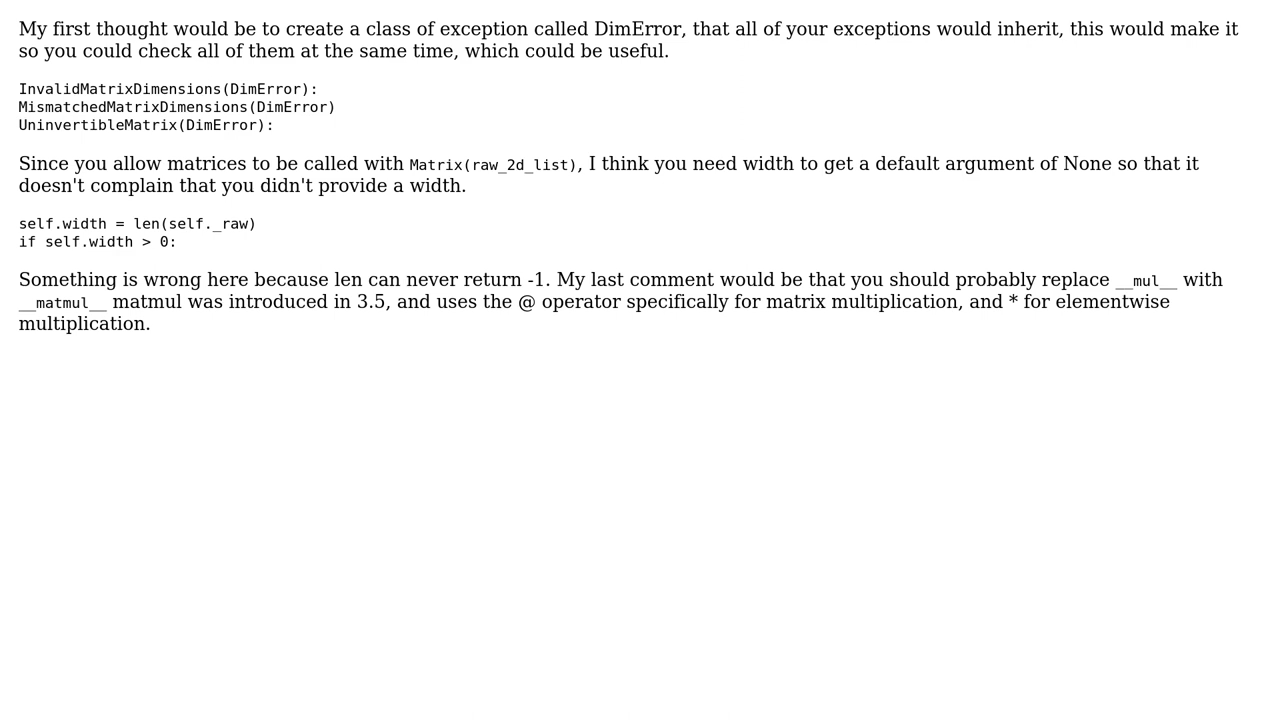 My first thought would be to create a class of exception called DimError, that all of your exceptions would inherit, this would make it
so you could check all of them at the same time, which could be useful.
InvalidMatrixDimensions(DimError):
MismatchedMatrixDimensions(DimError)
UninvertibleMatrix(DimError):
Since you allow matrices to be called with Matrix(raw_2d_list), I think you need width to get a default argument of None so that it
doesn't complain that you didn't provide a width.
self.width = len(self._raw)
if self.width > 0:
Something is wrong here because len can never return -1. My last comment would be that you should probably replace __mul__ with
__matmul__ matmul was introduced in 3.5, and uses the @ operator specifically for matrix multiplication, and * for elementwise
multiplication.